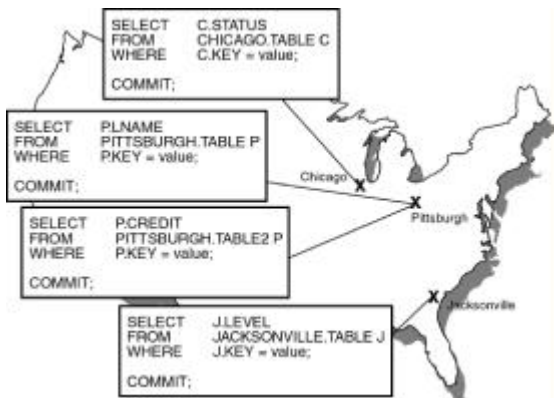 SELECT C.STATUS
FROM CHICAGO.TABLE C
WHERE C.KEY = value;
COMMIT;
SELECT P.LNAME
FROM PITTSBURGH.TABLE P
WHERE P.KEY = value;
COMMIT;
SELECT P.CREDIT
FROM PITTSBURGH.TABLE2 P
WHERE P.KEY = value;
COMMIT;
SELECT J.LEVEL
FROM JACKSONVILLE.TABLE J
WHERE J.KEY = value;
COMMIT;
Chicago X
X
Pittsburgh
X
Jacksonville